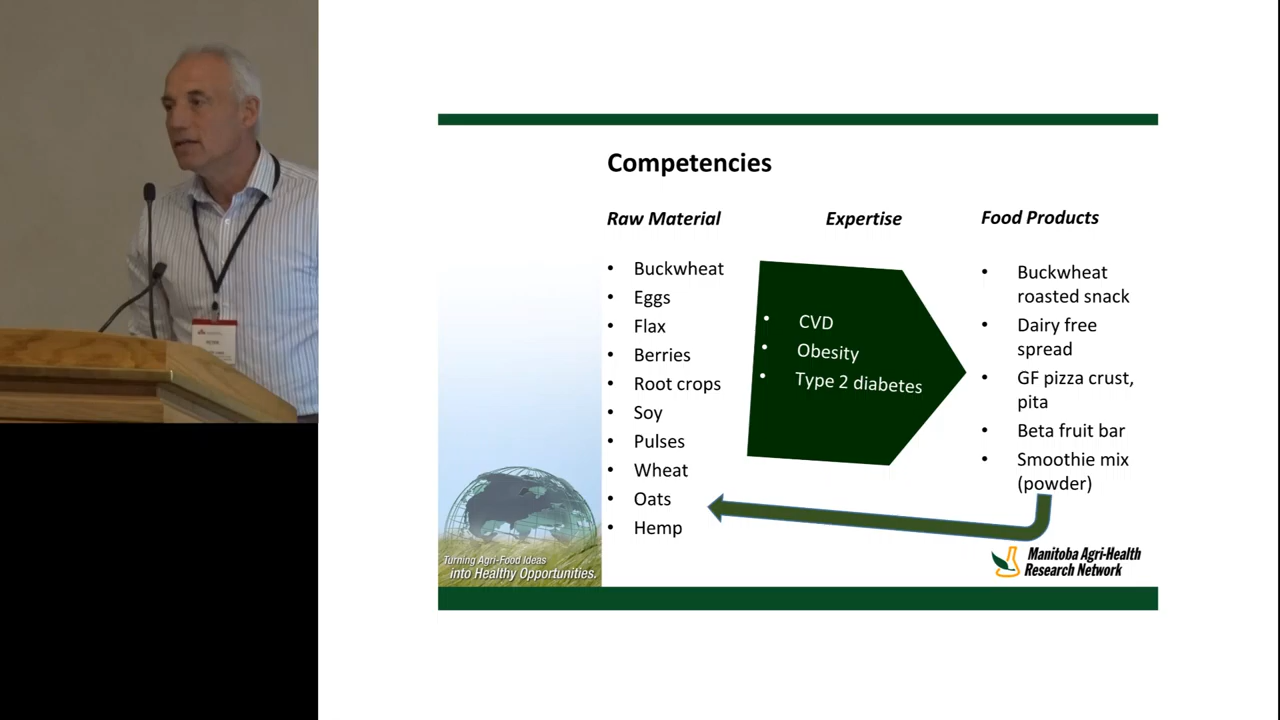 Competencies
Raw Material
Expertise
Food Products
• Buckwheat
• Eggs
• Flax
• Berries
• Root crops
• Soy
• Pulses
• Wheat
• Oats
• Hemp
• CVD
• Obesity
• Type 2 diabetes
• Buckwheat
roasted snack
• Dairy free
spread
• GF pizza crust,
pita
• Beta fruit bar
• Smoothie mix
(powder)
Turning Agri-Food Ideas
into Healthy Opportunities.
Manitoba Agri-Health
Research Network